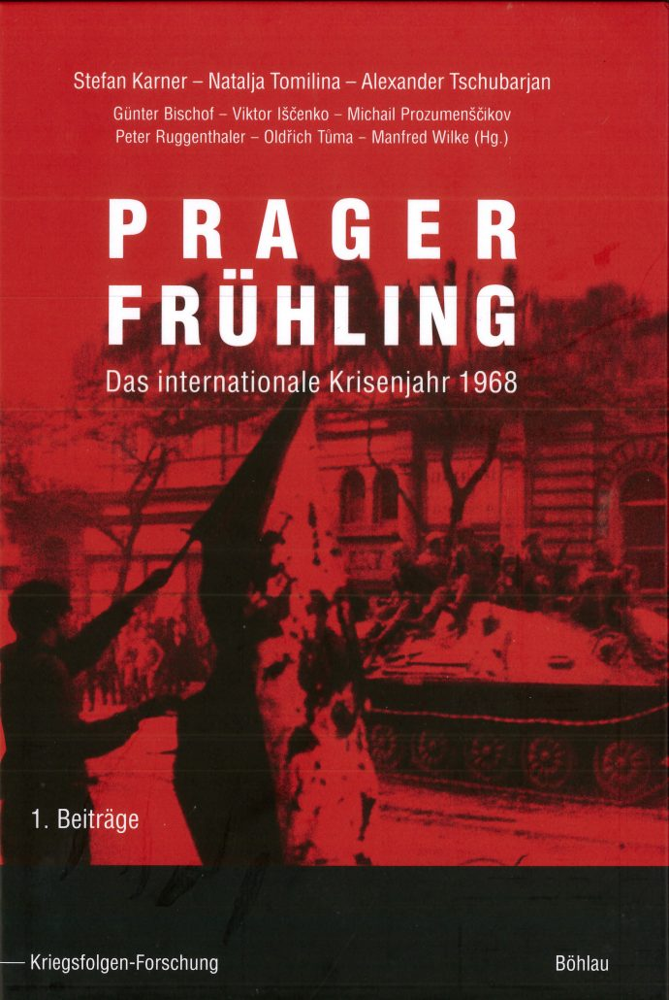 Stefan Karner – Natalja Tomilina – Alexander Tschubarjan
Günter Bischof – Viktor Iščenko – Michail Prozumenščikov
Peter Ruggenthaler – Oldřich Tůma – Manfred Wilke (Hg.)
PRAGER
FRÜHLING
Das internationale Krisenjahr 1968
1. Beiträge
Kriegsfolgen-Forschung
Böhlau